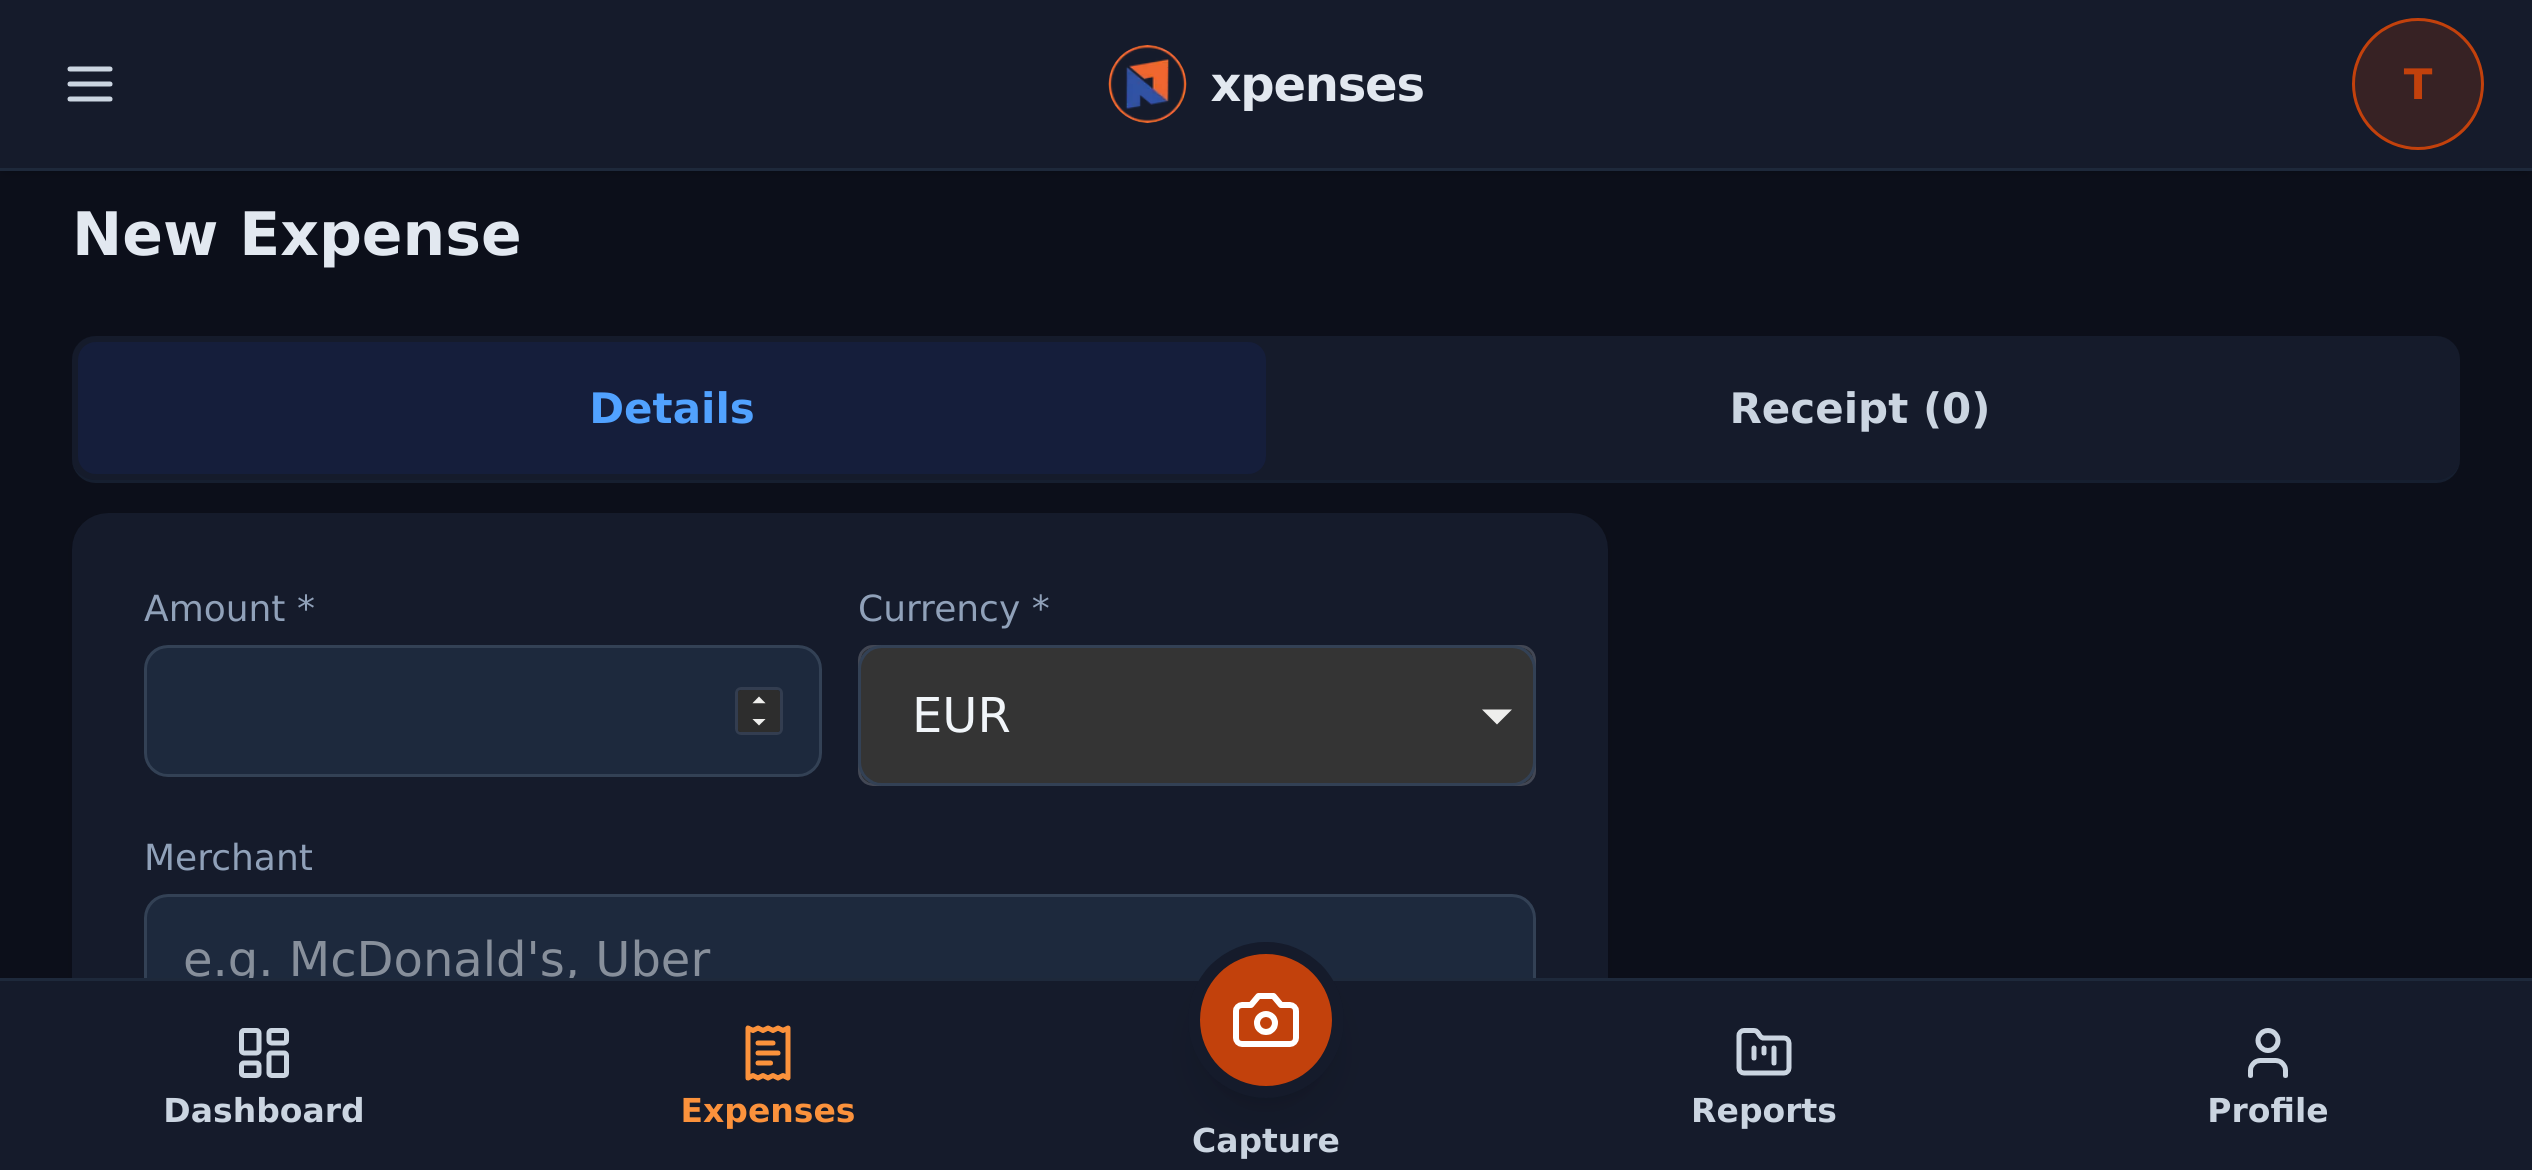 xpenses
T
New Expense
Details
Receipt (0)
Amount *
Currency *
EUR
Merchant
e.g. McDonald's, Uber
Dashboard
Expenses
Capture
Reports
Profile